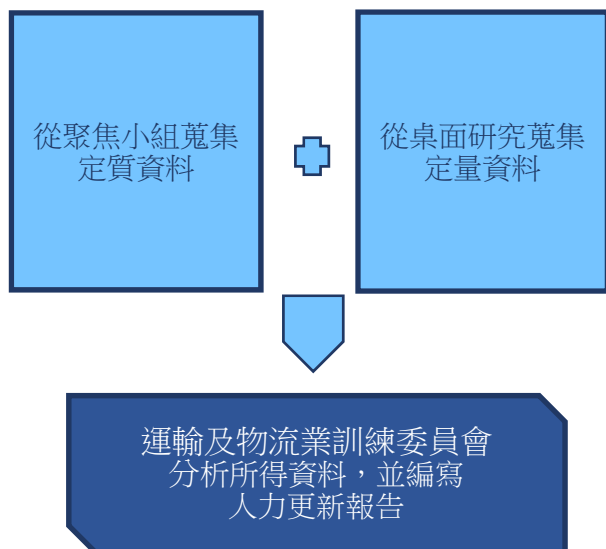 從聚焦小組蒐集
定質資料
從桌面研究蒐集
定量資料
運輸及物流業訓練委員會
分析所得資料，並編寫
人力更新報告